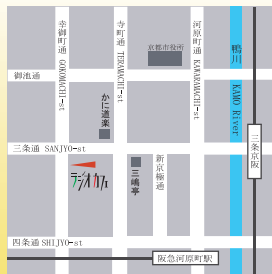 幸御町通 GOKOMACHI-st
寺町通 TERAMACHI-st
河原町通 KAWARAMACHI-st
京都市役所
鴨川 KAMO River
御池通
かに道楽
三条通 SANJYO-st
三条京阪
ラジオカフェ
三嶋亭
新京極通
四条通 SHIJYO-st
阪急河原町駅